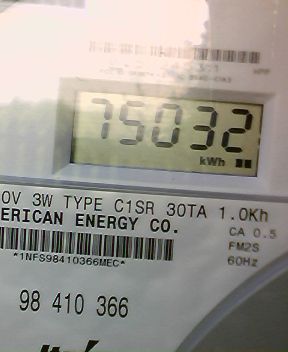 75032
kWh
0V 3W TYPE C1SR 30TA 1.0Kh
ERICAN ENERGY CO.
CA 0.5
FM2S
60Hz
*1NFS98410366MEC*
98 410 366